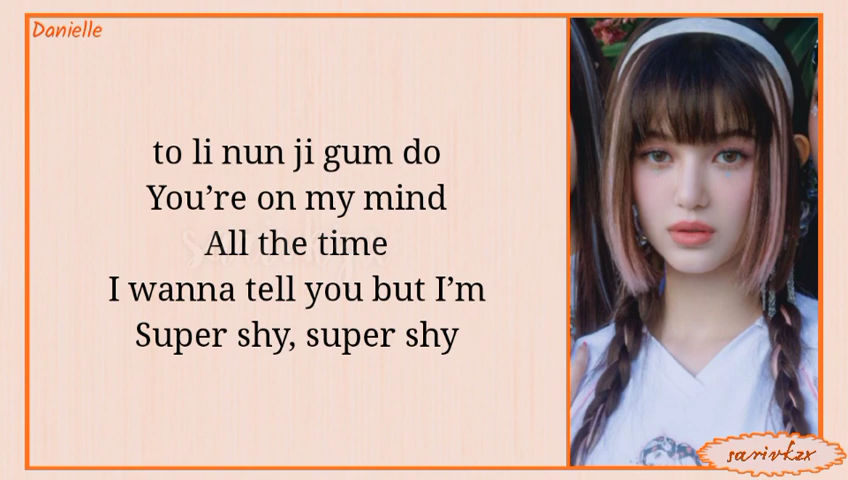 Danielle
to li nun ji gum do
You’re on my mind
All the time
I wanna tell you but I’m
Super shy, super shy
sarivkzx